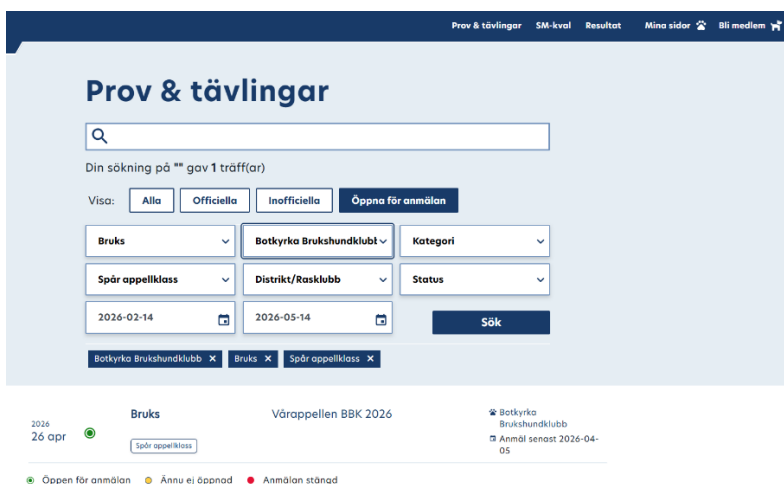 Prov & tävlingar SM-kval Resultat Mina sidor Bli medlem
Prov & tävlingar
Din sökning på "" gav 1 träff(ar)
Visa: Alla Officiella Inofficiella Öppna för anmälan
Bruks Botkyrka Brukshundklubb Kategori
Spår appellklass Distrikt/Rasklubb Status
2026-02-14 2026-05-14 Sök
Botkyrka Brukshundklubb × Bruks × Spår appellklass ×
2026
26 apr
Bruks
Spår appellklass
Vårappellen BBK 2026
Botkyrka
Brukshundklubb
Anmäl senast 2026-04-
05
Öppen för anmälan Ännu ej öppnad Anmälan stängd